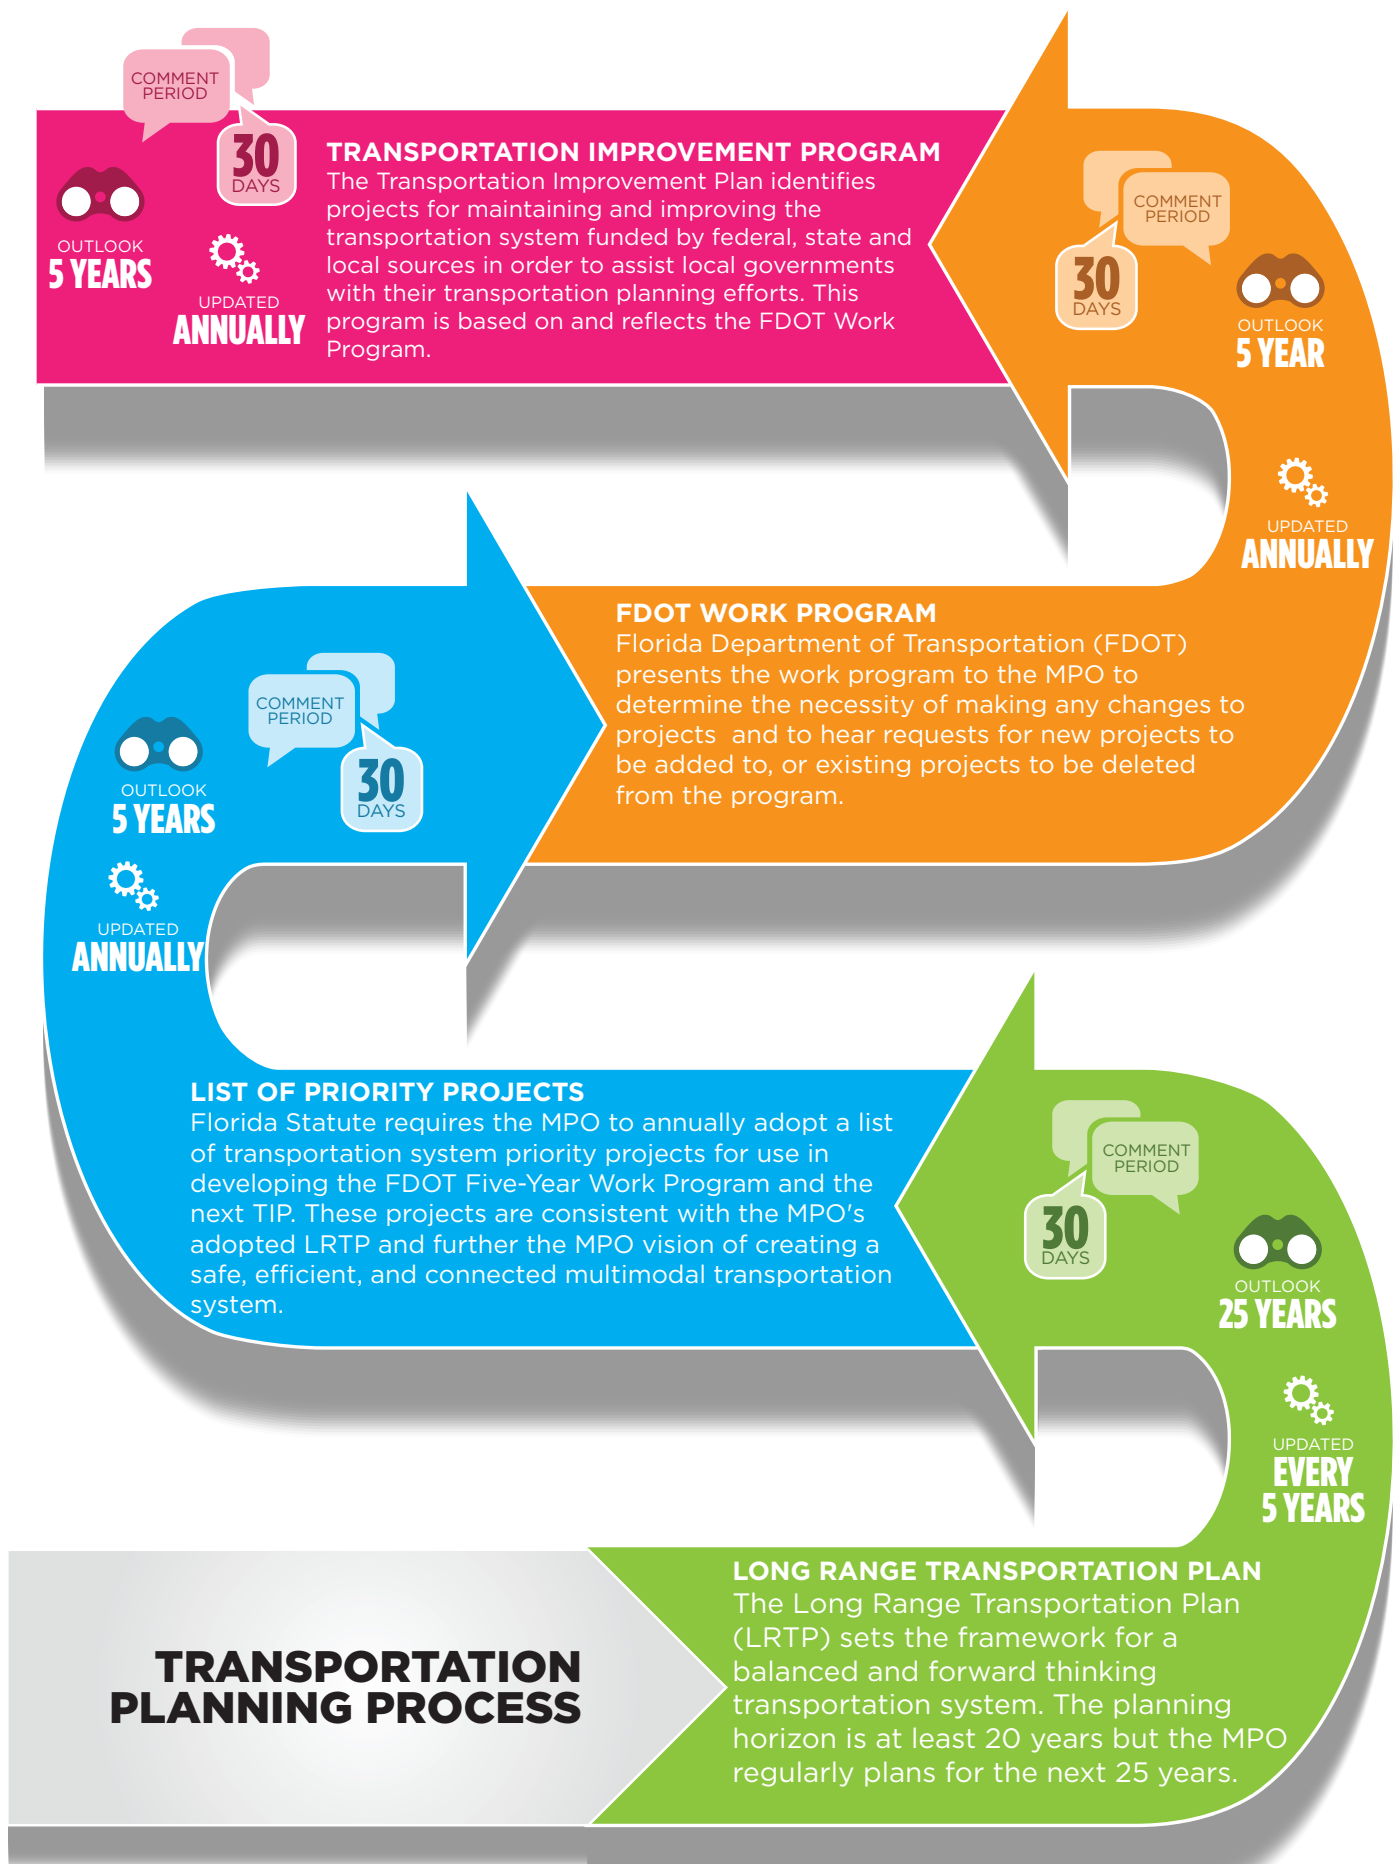 COMMENT
PERIOD
30
DAYS
OUTLOOK
5 YEARS
UPDATED
ANNUALLY
TRANSPORTATION IMPROVEMENT PROGRAM
The Transportation Improvement Plan identifies
projects for maintaining and improving the
transportation system funded by federal, state and
local sources in order to assist local governments
with their transportation planning efforts. This
program is based on and reflects the FDOT Work
Program.
COMMENT
PERIOD
30
DAYS
OUTLOOK
5 YEAR
UPDATED
ANNUALLY
FDOT WORK PROGRAM
Florida Department of Transportation (FDOT)
presents the work program to the MPO to
determine the necessity of making any changes to
projects and to hear requests for new projects to
be added to, or existing projects to be deleted
from the program.
COMMENT
PERIOD
30
DAYS
OUTLOOK
5 YEARS
UPDATED
ANNUALLY
LIST OF PRIORITY PROJECTS
Florida Statute requires the MPO to annually adopt a list
of transportation system priority projects for use in
developing the FDOT Five-Year Work Program and the
next TIP. These projects are consistent with the MPO's
adopted LRTP and further the MPO vision of creating a
safe, efficient, and connected multimodal transportation
system.
COMMENT
PERIOD
30
DAYS
OUTLOOK
25 YEARS
UPDATED
EVERY
5 YEARS
LONG RANGE TRANSPORTATION PLAN
The Long Range Transportation Plan
(LRTP) sets the framework for a
balanced and forward thinking
transportation system. The planning
horizon is at least 20 years but the MPO
regularly plans for the next 25 years.
TRANSPORTATION
PLANNING PROCESS